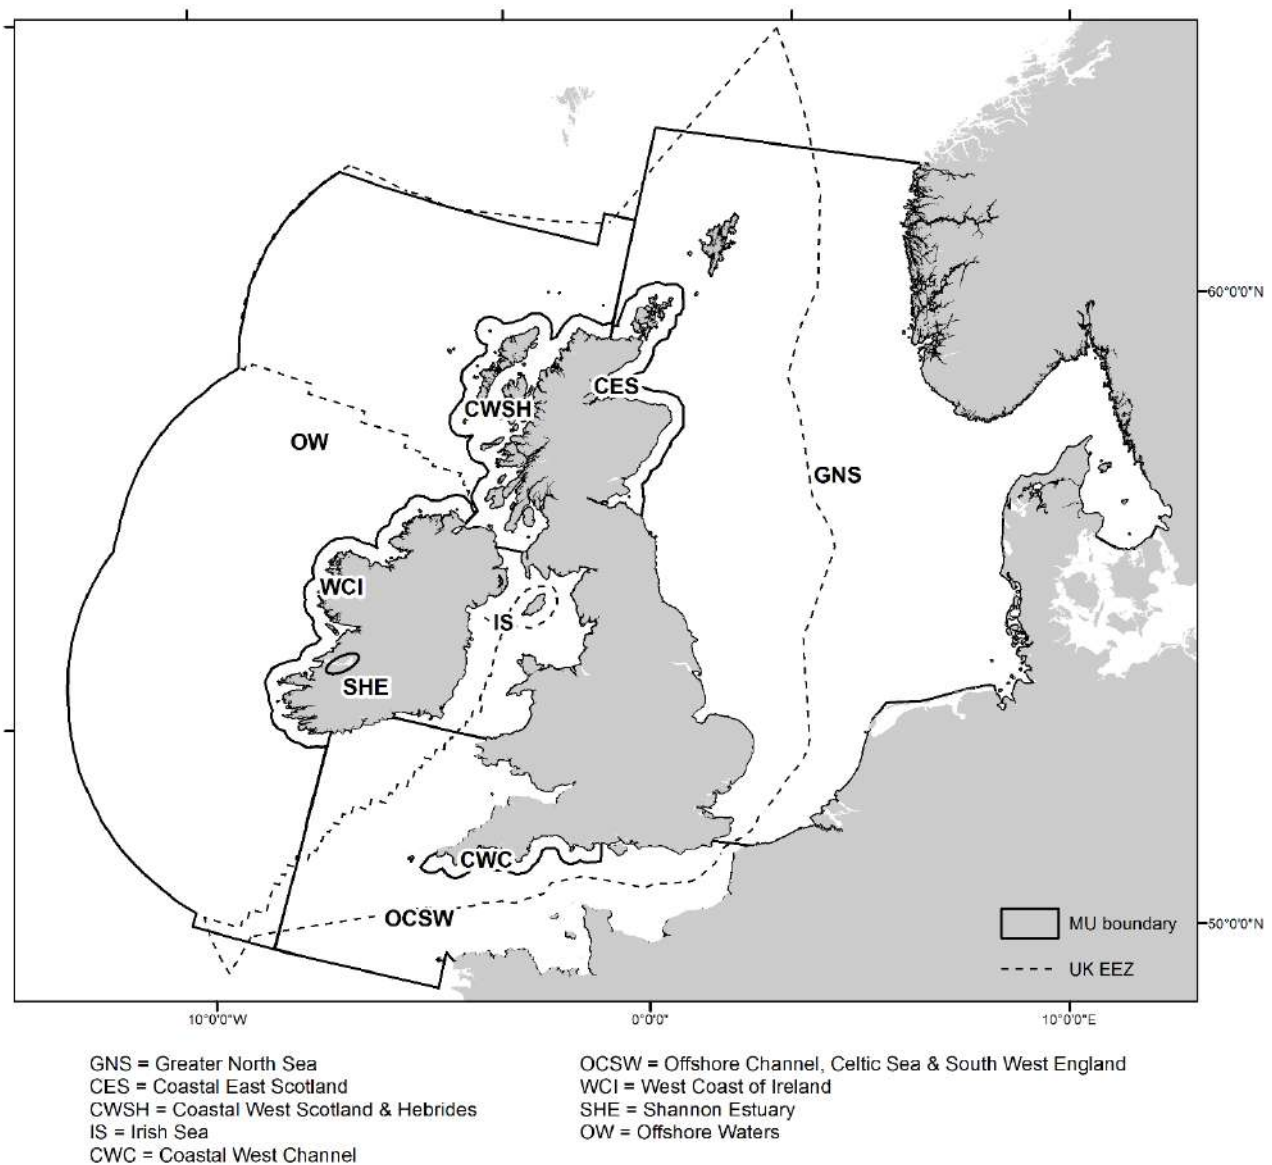 60°0'0"N
CES
CWSH
OW
GNS
WCI
IS
SHE
CWC
OCSW
MU boundary
50°0'0"N
UK EEZ
10°0'0"W
0°0'0"
10°0'0"E
GNS = Greater North Sea
CES = Coastal East Scotland
CWSH = Coastal West Scotland & Hebrides
IS = Irish Sea
CWC = Coastal West Channel
OCSW = Offshore Channel, Celtic Sea & South West England
WCI = West Coast of Ireland
SHE = Shannon Estuary
OW = Offshore Waters